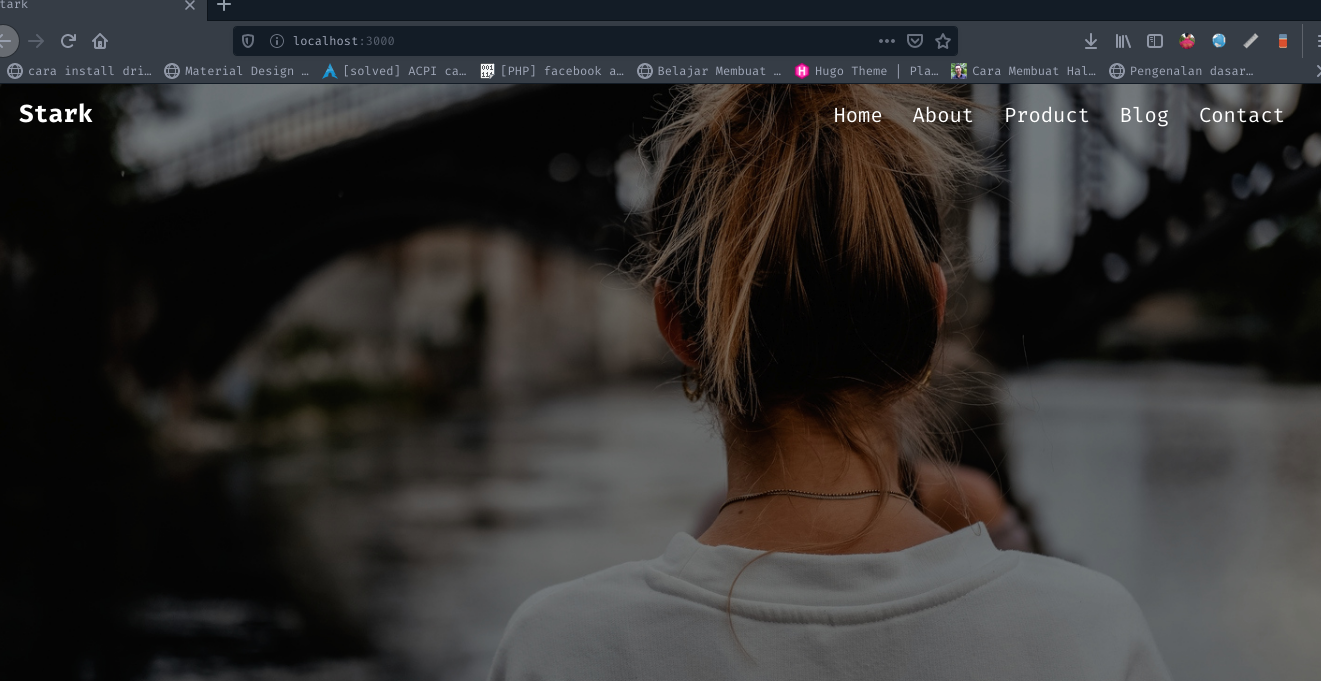 tark
localhost:3000
cara install dri… Material Design … [solved] ACPI ca… [PHP] facebook a… Belajar Membuat … Hugo Theme | Pla… Cara Membuat Hal… Pengenalan dasar…
Stark Home About Product Blog Contact